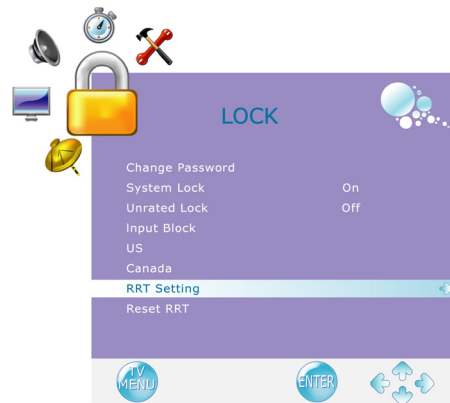 LOCK
Change Password
System Lock On
Unrated Lock Off
Input Block
US
Canada
RRT Setting
Reset RRT
TV
MENU
ENTER